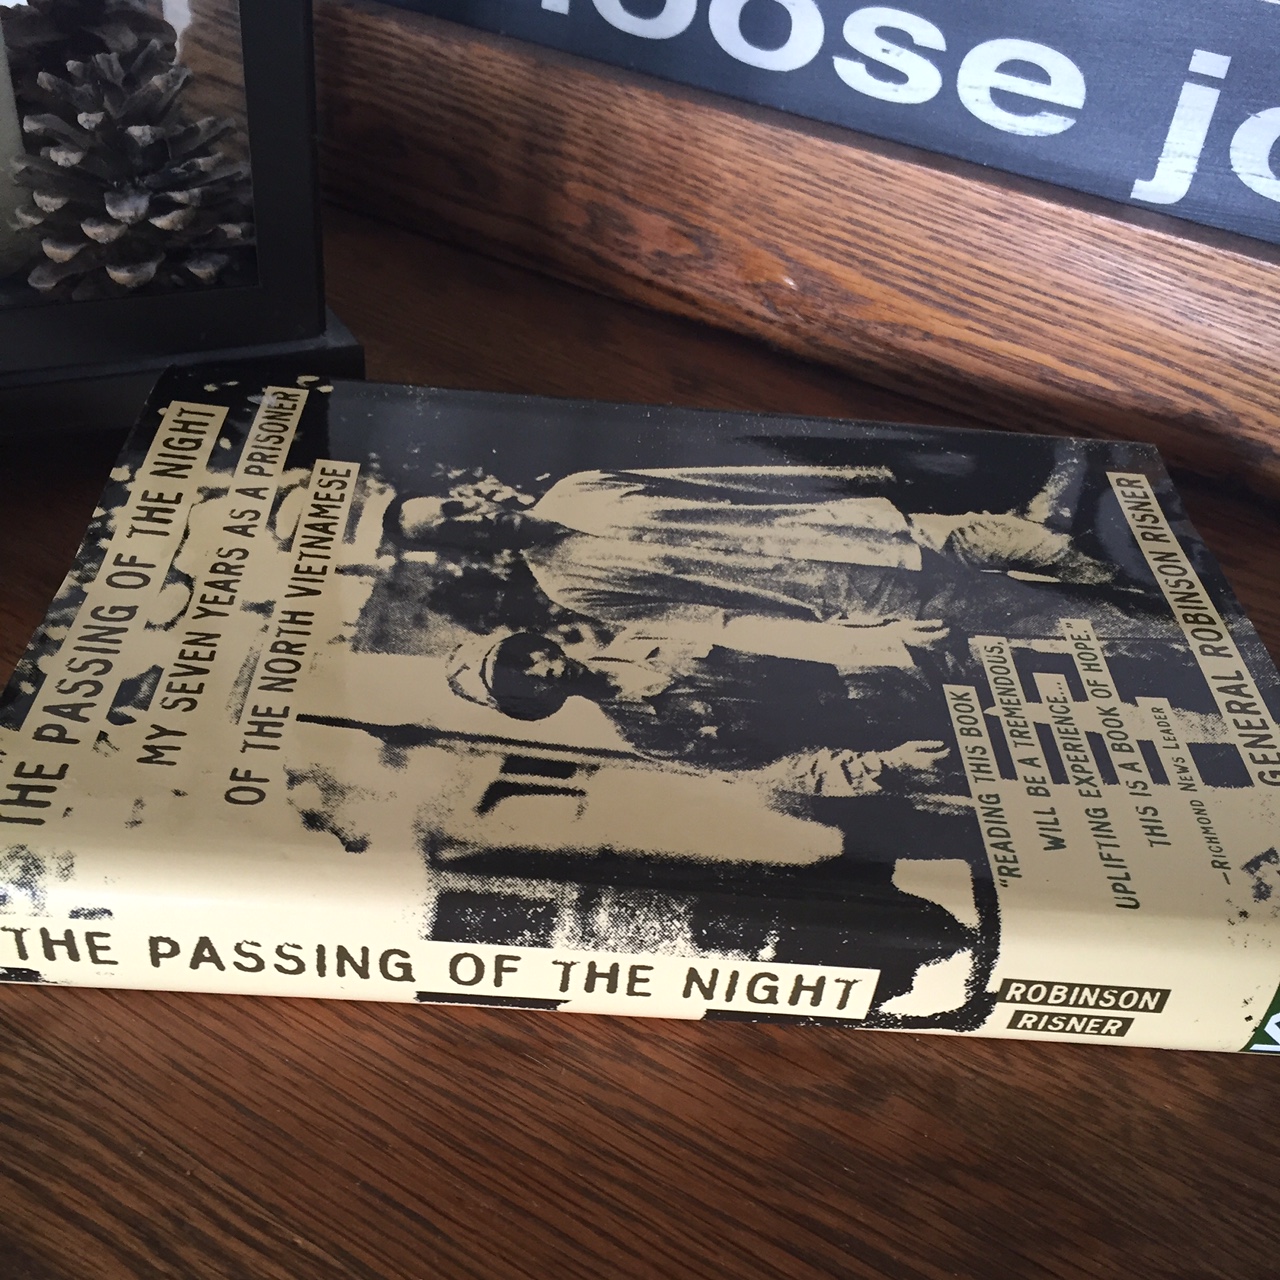 oose jo
THE PASSING OF THE NIGHT
MY SEVEN YEARS AS A PRISONER
OF THE NORTH VIETNAMESE
"READING THIS BOOK
WILL BE A TREMENDOUS,
UPLIFTING EXPERIENCE...
THIS IS A BOOK OF HOPE."
—RICHMOND NEWS LEADER
GENERAL ROBINSON RISNER
THE PASSING OF THE NIGHT
ROBINSON
RISNER